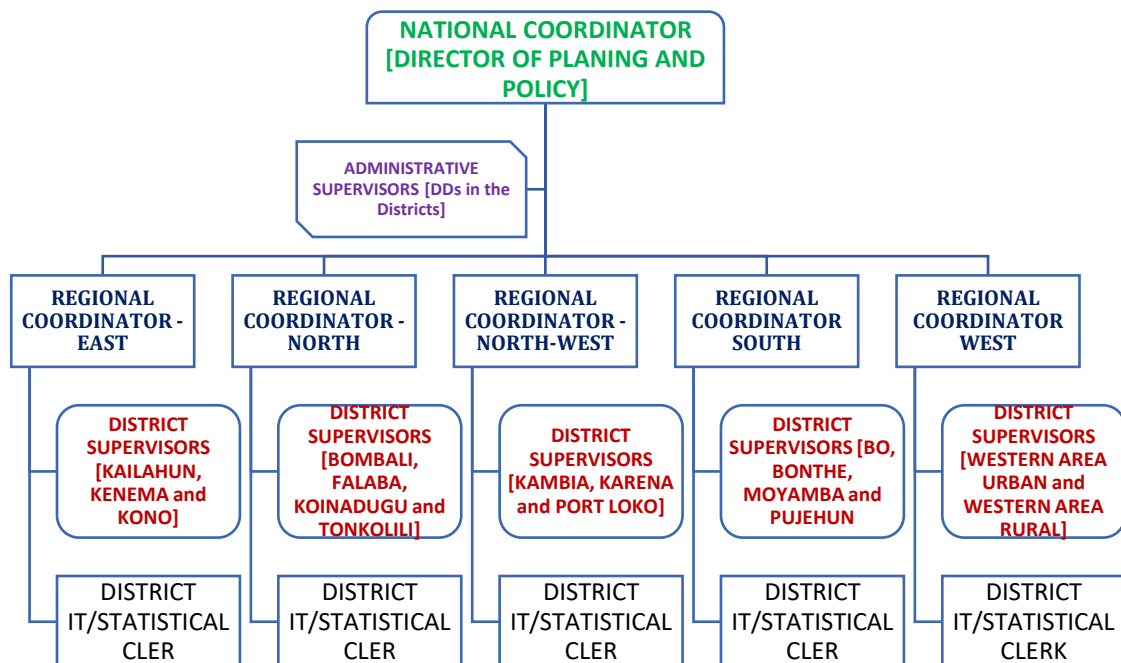 NATIONAL COORDINATOR
[DIRECTOR OF PLANING AND
POLICY]
ADMINISTRATIVE
SUPERVISORS [DDs in the
Districts]
REGIONAL
COORDINATOR -
EAST
REGIONAL
COORDINATOR -
NORTH
REGIONAL
COORDINATOR -
NORTH-WEST
REGIONAL
COORDINATOR
SOUTH
REGIONAL
COORDINATOR
WEST
DISTRICT
SUPERVISORS
[KAILAHUN,
KENEMA and
KONO]
DISTRICT
SUPERVISORS
[BOMBALI,
FALABA,
KOINADUGU and
TONKOLILI]
DISTRICT
SUPERVISORS
[KAMBIA, KARENA
and PORT LOKO]
DISTRICT
SUPERVISORS [BO,
BONTHE,
MOYAMBA and
PUJEHUN
DISTRICT
SUPERVISORS
[WESTERN AREA
URBAN and
WESTERN AREA
RURAL]
DISTRICT
IT/STATISTICAL
CLER
DISTRICT
IT/STATISTICAL
CLER
DISTRICT
IT/STATISTICAL
CLER
DISTRICT
IT/STATISTICAL
CLER
DISTRICT
IT/STATISTICAL
CLERK